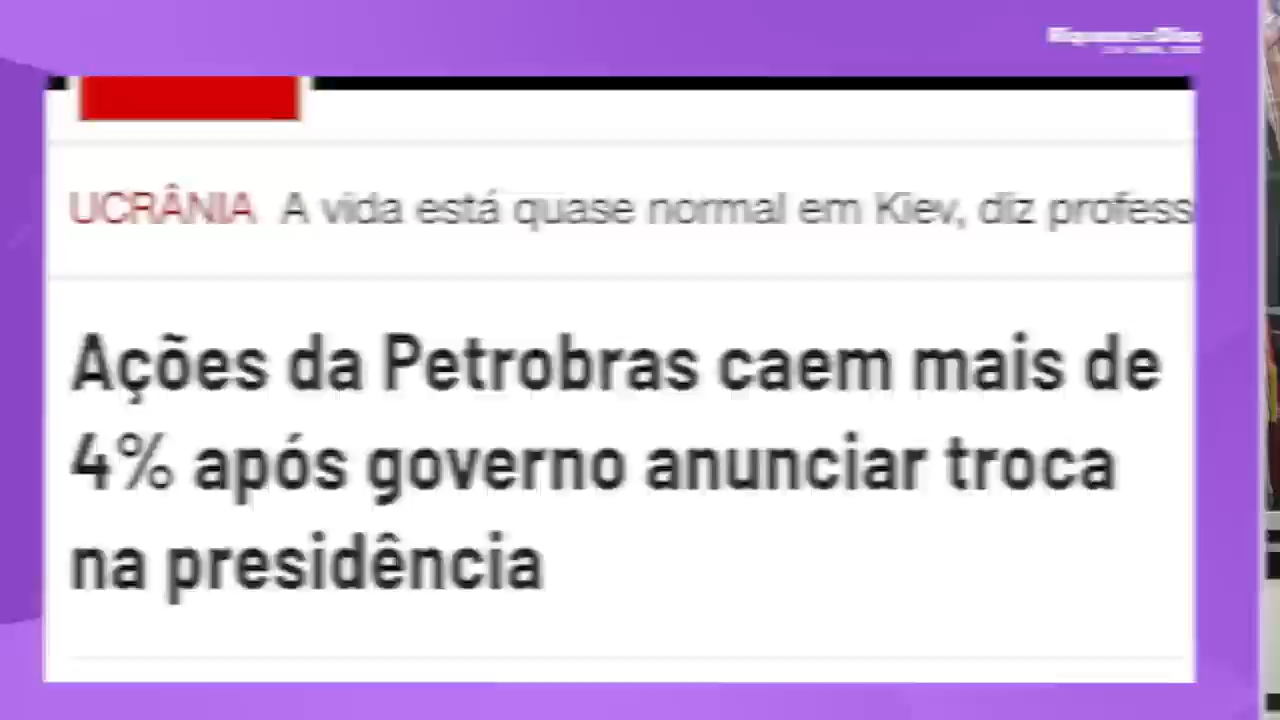 UCRÂNIA A vida está quase normal em Kiev, diz profess
Ações da Petrobras caem mais de
4% após governo anunciar troca
na presidência